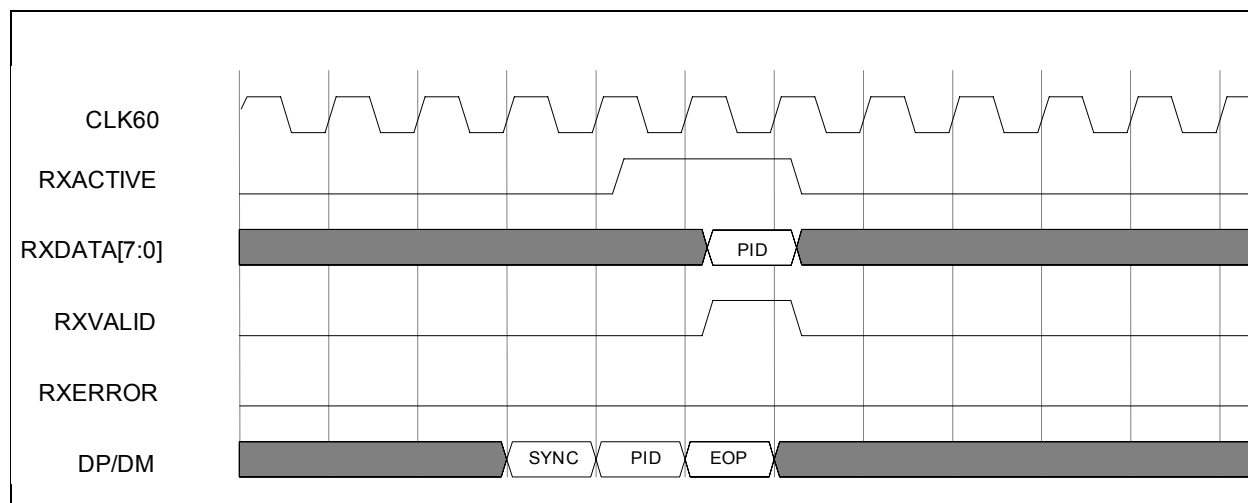 CLK60
RXACTIVE
RXDATA[7:0]
PID
RXVALID
RXERROR
DP/DM
SYNC
PID
EOP